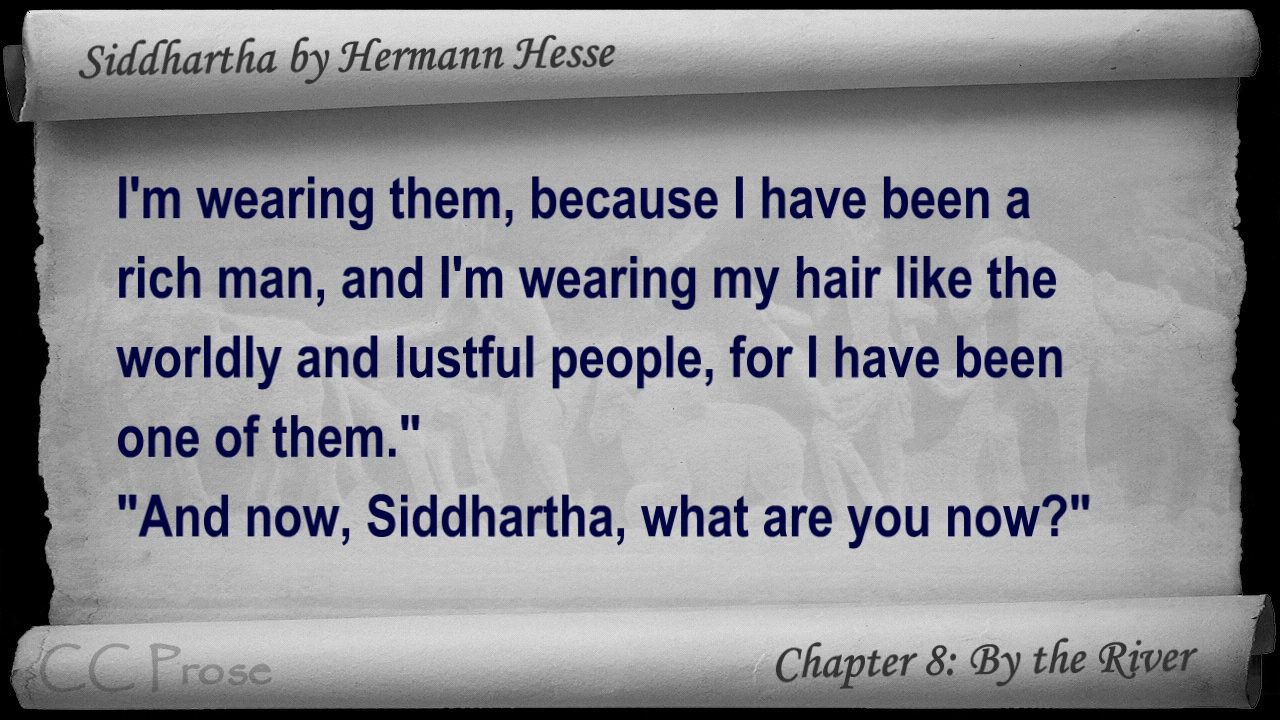 Siddhartha by Hermann Hesse
I'm wearing them, because I have been a
rich man, and I'm wearing my hair like the
worldly and lustful people, for I have been
one of them."
"And now, Siddhartha, what are you now?"
CC Prose
Chapter 8: By the River